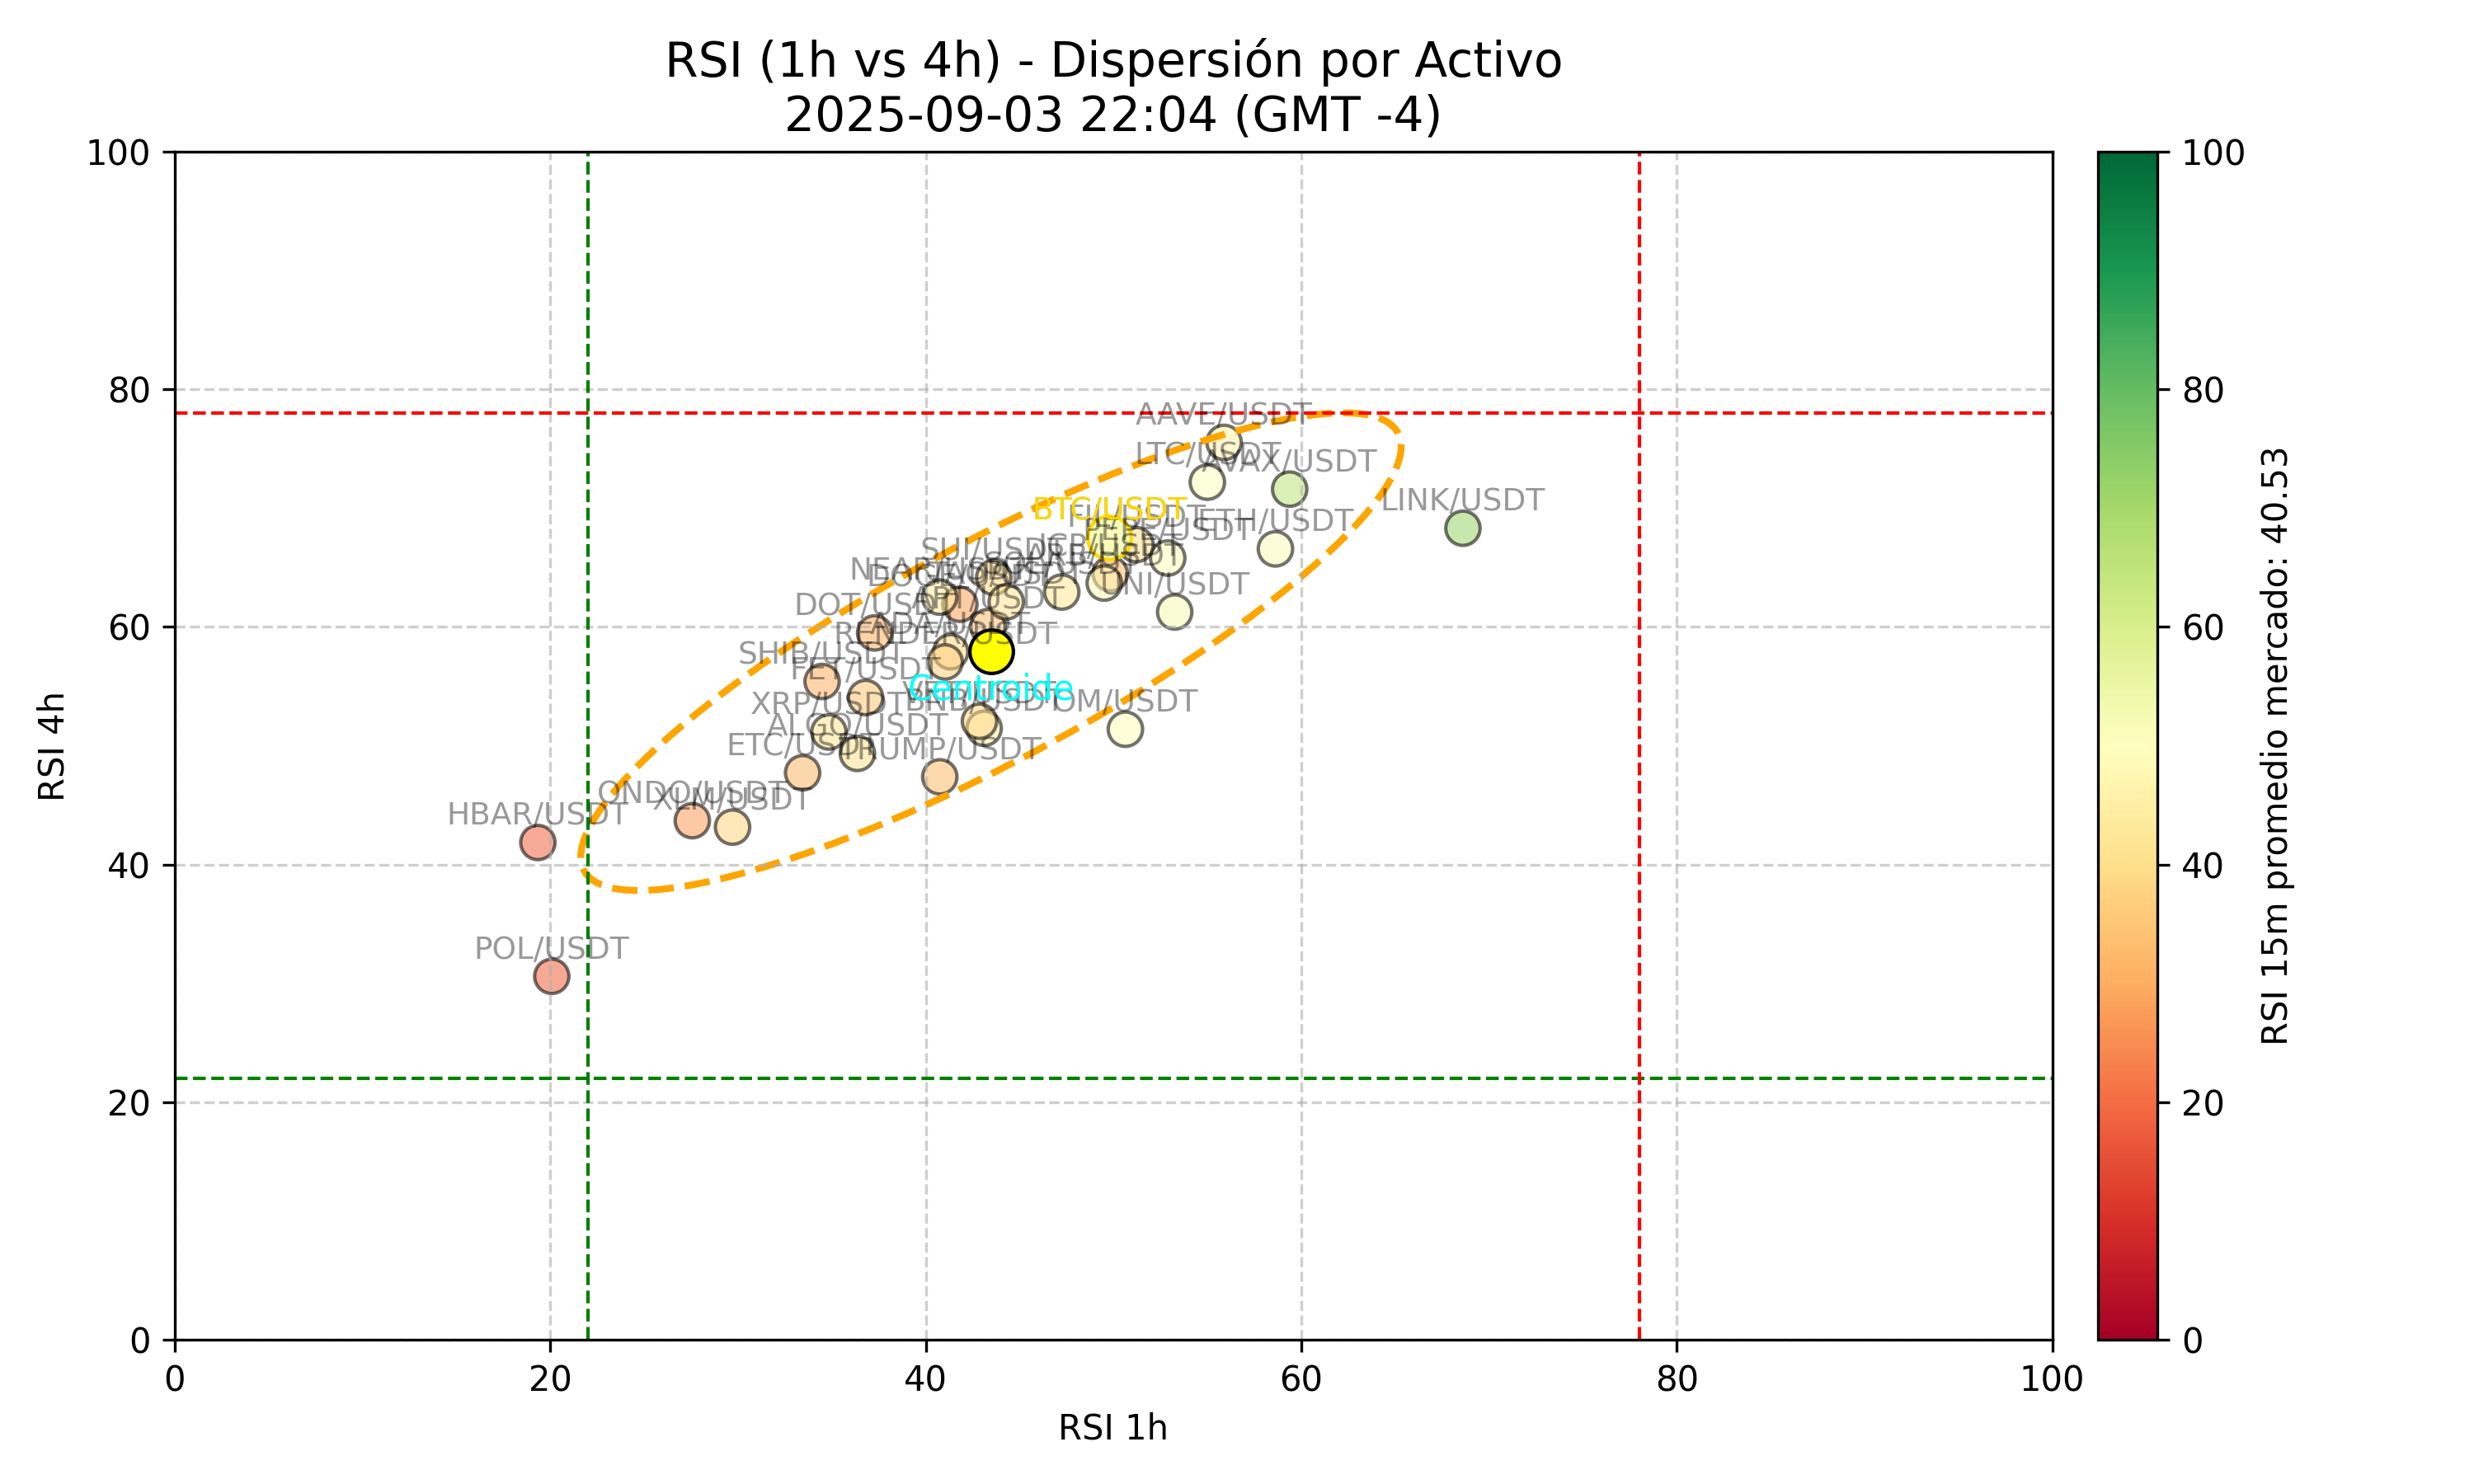 RSI (1h vs 4h) - Dispersión por Activo
2025-09-03 22:04 (GMT -4)
100
80
60
40
20
0
0
20
40
60
80
100
RSI 4h
RSI 1h
AAVE/USDT
LTC/USDT
AVAX/USDT
LINK/USDT
BTC/USDT
ETH/USDT
SUI/USDT
UNI/USDT
DOT/USDT
RENDER/USDT
SHIB/USDT
FET/USDT
Centroide
XRP/USDT
BNB/USDT
OM/USDT
ALGO/USDT
ETC/USDT
TRUMP/USDT
ONDO/USDT
XLM/USDT
HBAR/USDT
POL/USDT
100
80
60
40
20
0
RSI 15m promedio mercado: 40.53